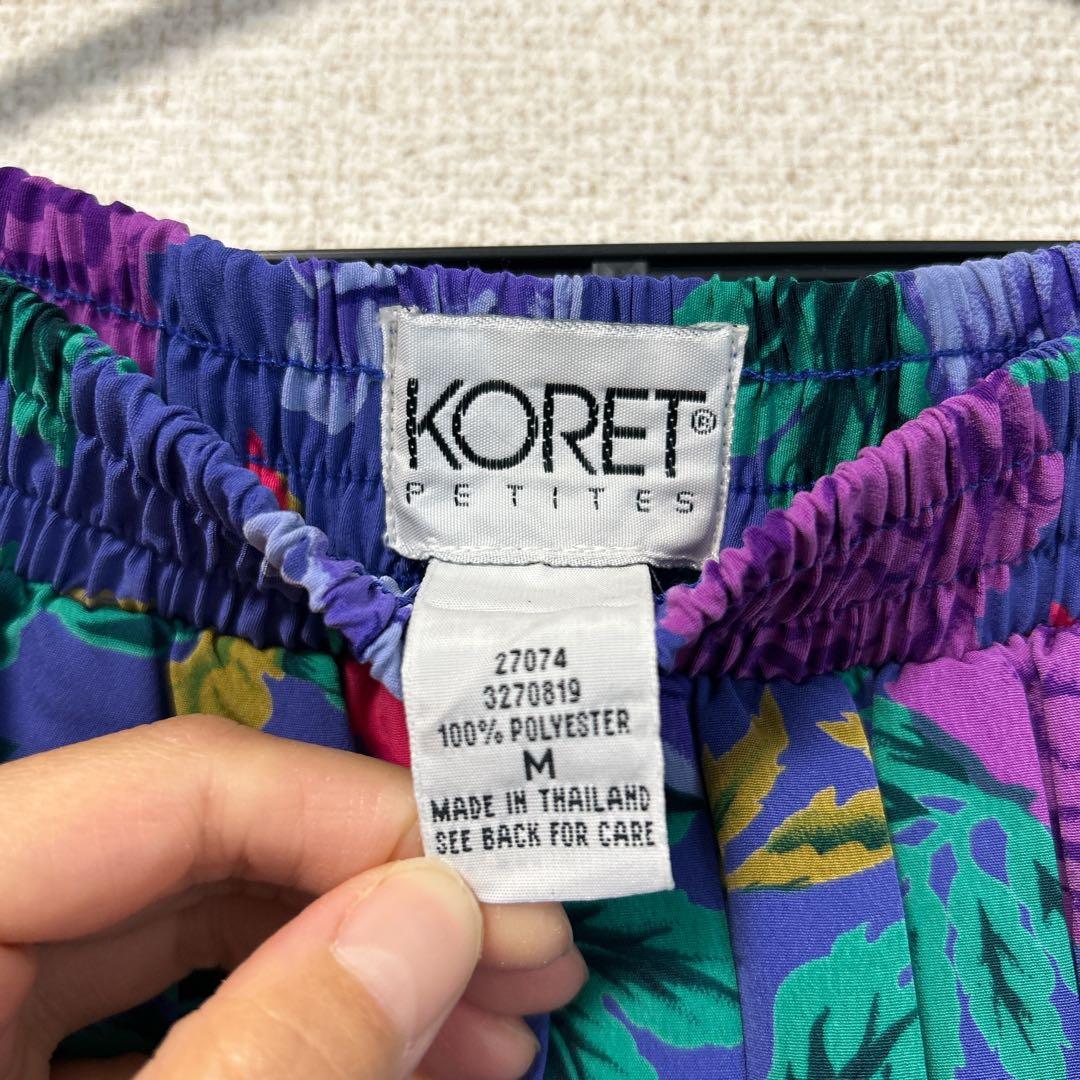 KORET®
PETITES
27074
3270819
100% POLYESTER
M
MADE IN THAILAND
SEE BACK FOR CARE